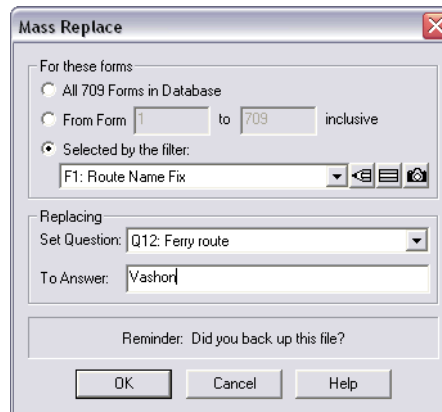 Mass Replace
For these forms
All 709 Forms in Database
From Form 1 to 709 inclusive
Selected by the filter:
F1: Route Name Fix
Replacing
Set Question: Q12: Ferry route
To Answer: Vashon
Reminder: Did you back up this file?
OK Cancel Help